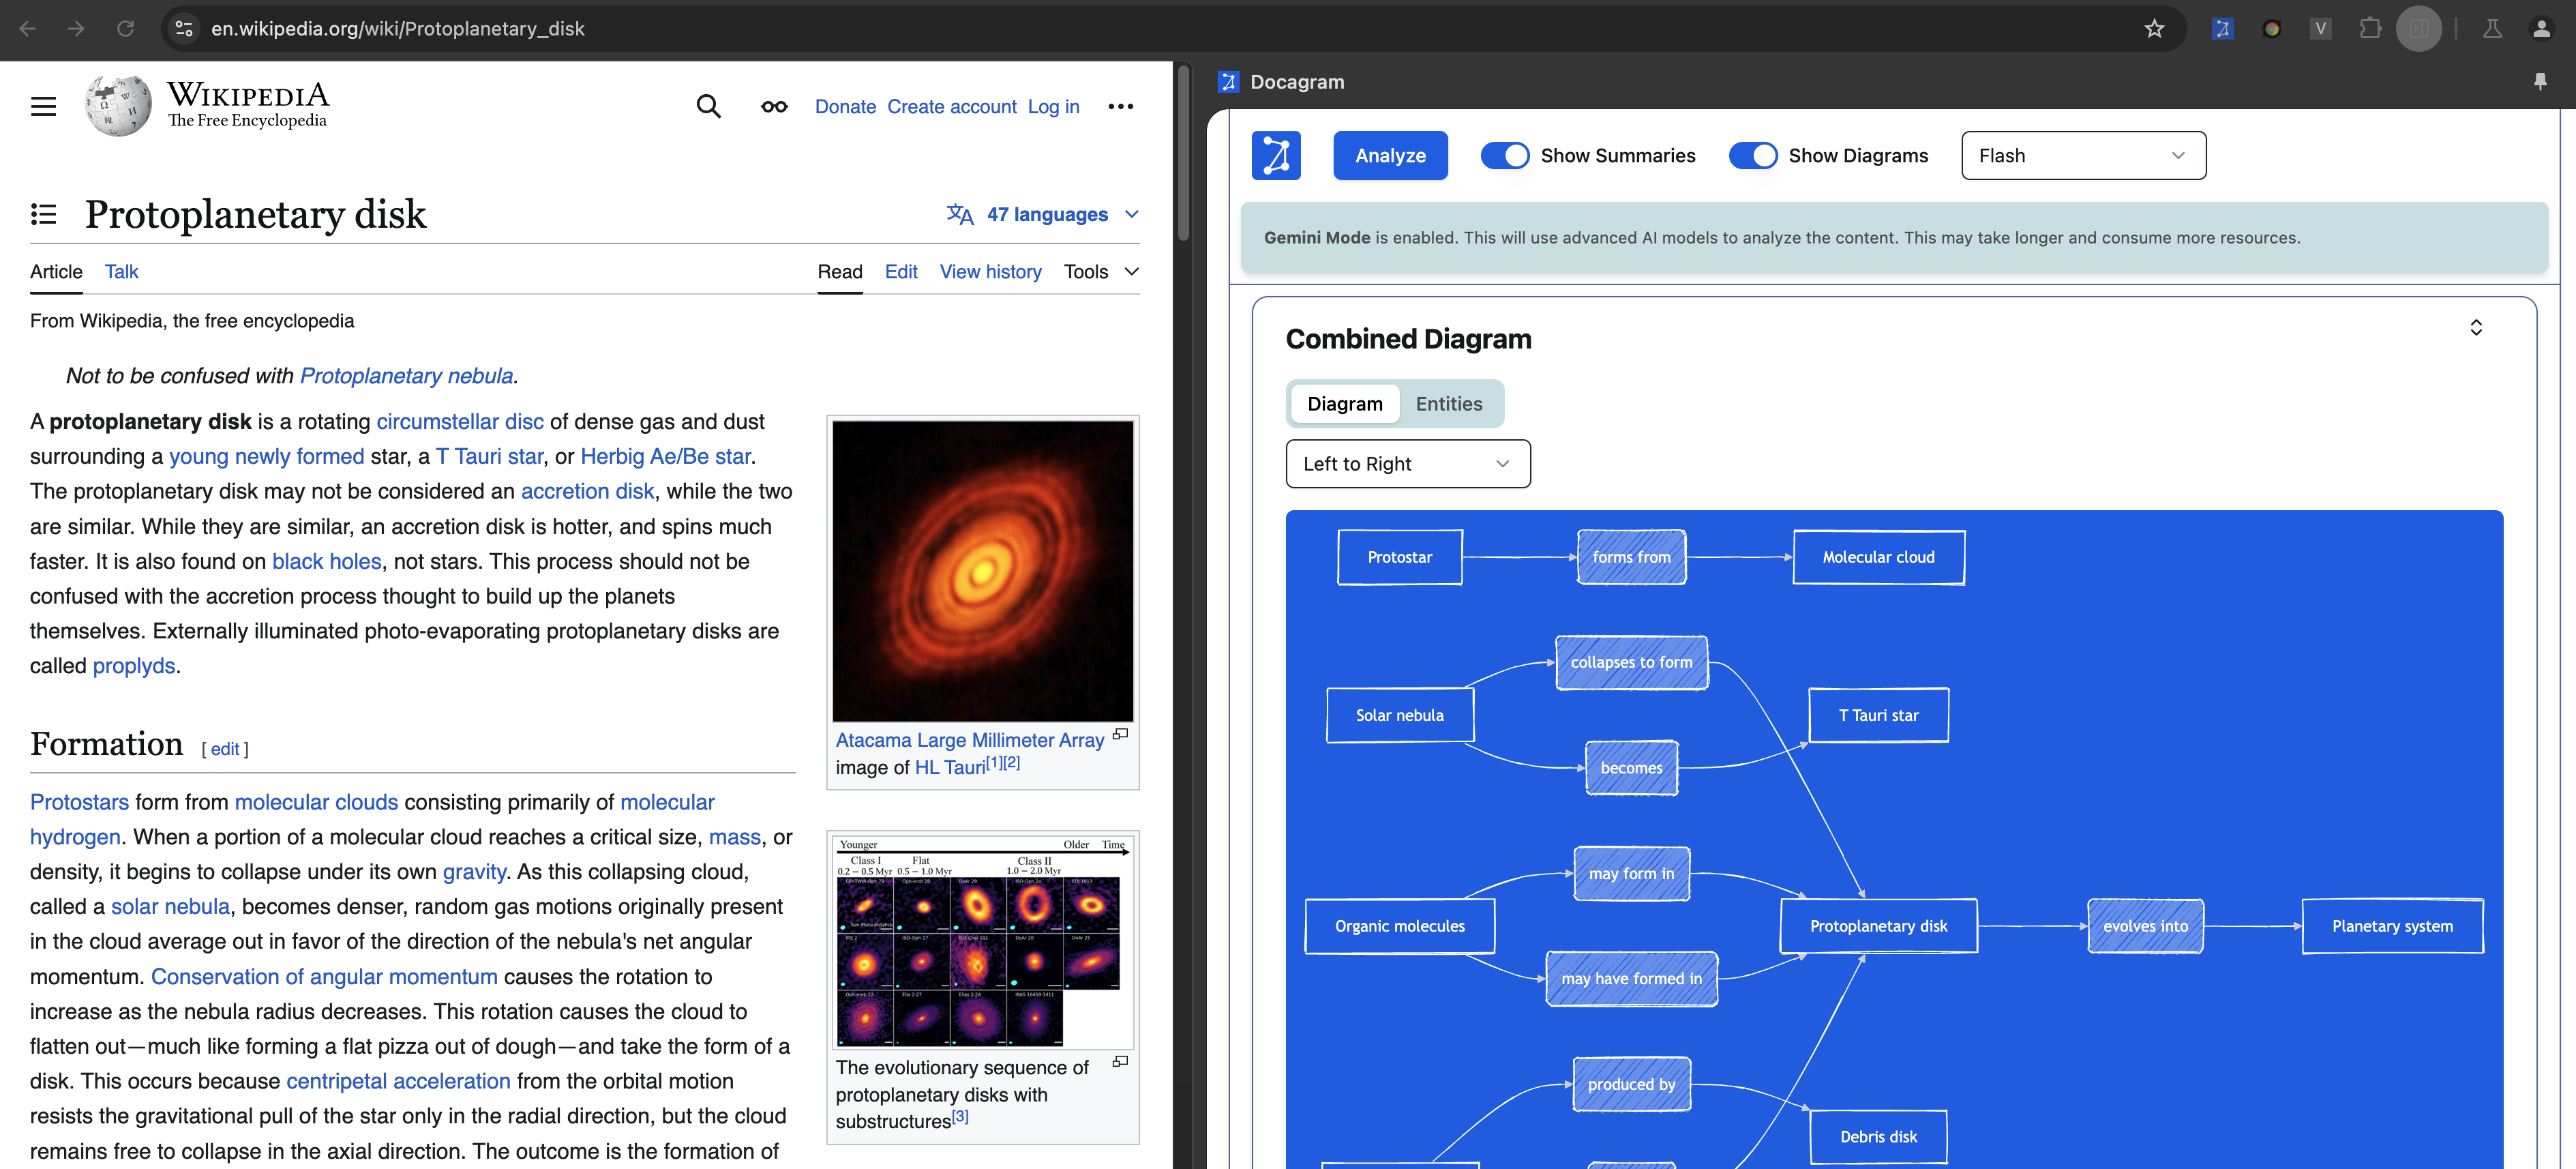 en.wikipedia.org/wiki/Protoplanetary_disk
V
WIKIPEDIA
The Free Encyclopedia
Donate Create account Log in
Protoplanetary disk
47 languages
Article Talk
Read Edit View history Tools
From Wikipedia, the free encyclopedia
Not to be confused with Protoplanetary nebula.
A protoplanetary disk is a rotating circumstellar disc of dense gas and dust
surrounding a young newly formed star, a T Tauri star, or Herbig Ae/Be star.
The protoplanetary disk may not be considered an accretion disk, while the two
are similar. While they are similar, an accretion disk is hotter, and spins much
faster. It is also found on black holes, not stars. This process should not be
confused with the accretion process thought to build up the planets
themselves. Externally illuminated photo-evaporating protoplanetary disks are
called proplyds.
Atacama Large Millimeter Array
image of HL Tauri[1][2]
Formation [ edit ]
Protostars form from molecular clouds consisting primarily of molecular
hydrogen. When a portion of a molecular cloud reaches a critical size, mass, or
density, it begins to collapse under its own gravity. As this collapsing cloud,
called a solar nebula, becomes denser, random gas motions originally present
in the cloud average out in favor of the direction of the nebula's net angular
momentum. Conservation of angular momentum causes the rotation to
increase as the nebula radius decreases. This rotation causes the cloud to
flatten out—much like forming a flat pizza out of dough—and take the form of a
disk. This occurs because centripetal acceleration from the orbital motion
resists the gravitational pull of the star only in the radial direction, but the cloud
remains free to collapse in the axial direction. The outcome is the formation of
Younger Older Time
Class I Flat Class II
0.2 – 0.5 Myr 0.5 – 1.0 Myr 1.0 – 2.0 Myr
The evolutionary sequence of
protoplanetary disks with
substructures[3]
Docagram
Analyze
Show Summaries
Show Diagrams
Flash
Gemini Mode is enabled. This will use advanced AI models to analyze the content. This may take longer and consume more resources.
Combined Diagram
Diagram Entities
Left to Right
Protostar
forms from
Molecular cloud
collapses to form
Solar nebula
T Tauri star
becomes
may form in
Organic molecules
Protoplanetary disk
evolves into
Planetary system
may have formed in
produced by
Debris disk